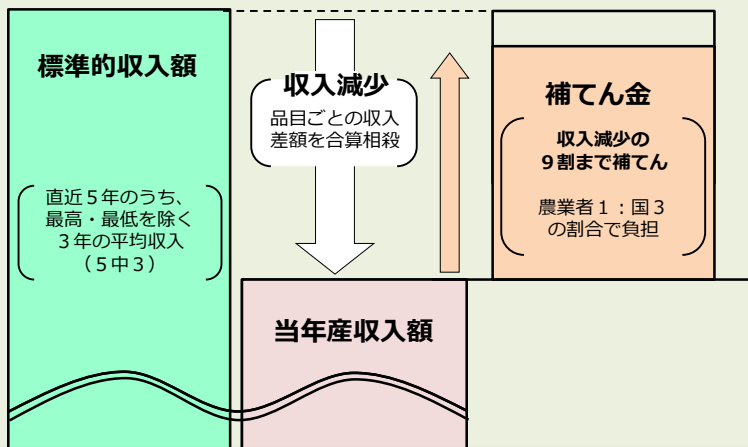 標準的収入額
直近５年のうち、
最高・最低を除く
３年の平均収入
（５中３）
収入減少
品目ごとの収入
差額を合算相殺
当年産収入額
補てん金
収入減少の
９割まで補てん
農業者１：国３
の割合で負担